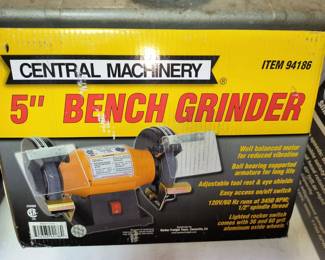 CENTRAL MACHINERY®
ITEM 94186
5" BENCH GRINDER
Well balanced motor
for reduced vibration
Ball bearing supported
armature for long life
Adjustable tool rest & eye shields
Easy access on/off switch
120V/60 Hz runs at 3450 RPM;
1/2" spindle thread
Lighted rocker switch
comes with 36 and 60 grit
aluminum oxide wheels